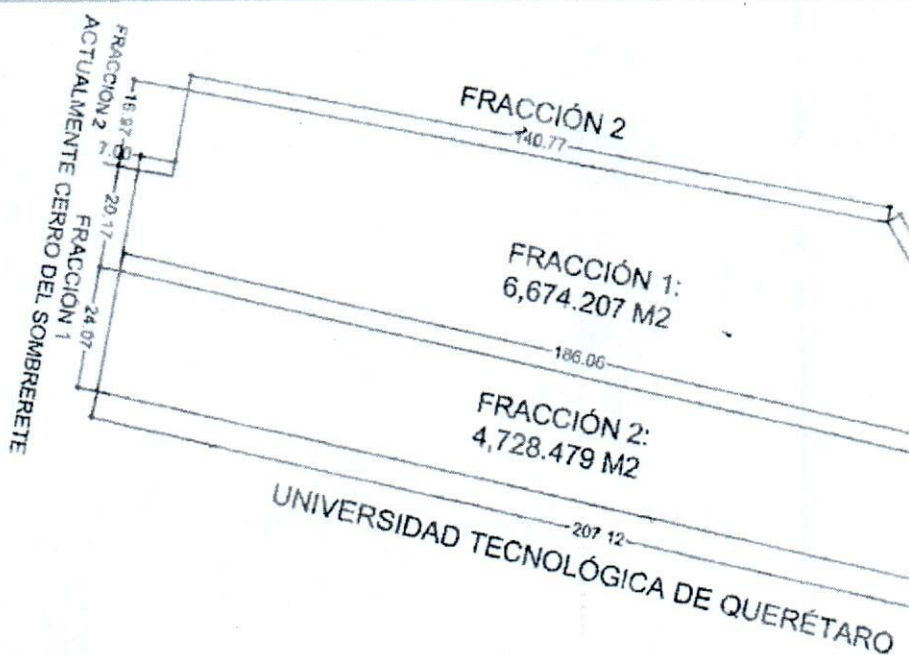 FRACCIÓN 2
ACTUALMENTE CERRO DEL SOMBRERETE
FRACCIÓN 1
16.97
7.00
20.17
24.07
FRACCIÓN 2
140.77
FRACCIÓN 1:
6,674.207 M2
186.06
FRACCIÓN 2:
4,728.479 M2
207.12
UNIVERSIDAD TECNOLÓGICA DE QUERÉTARO